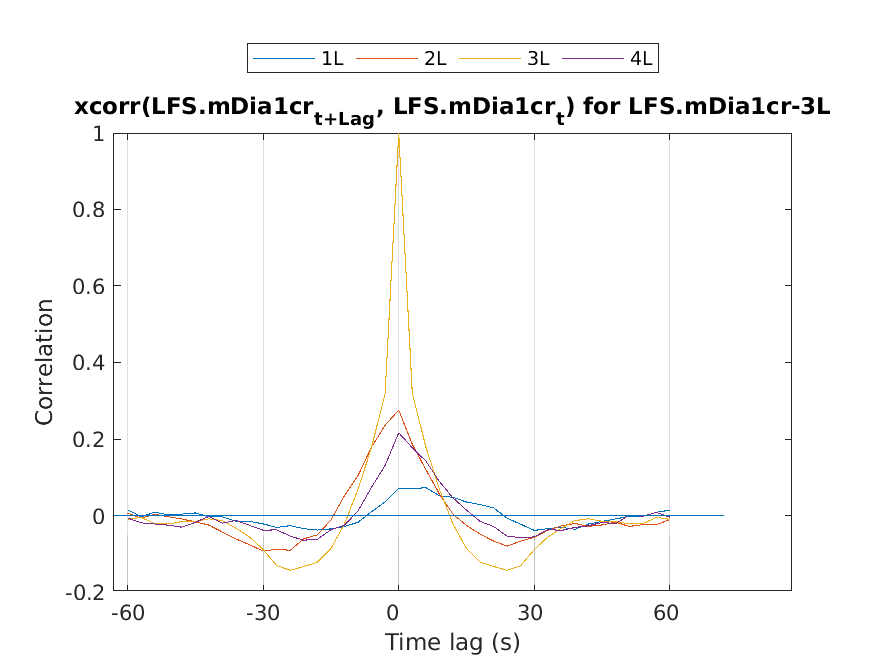 1L 2L 3L 4L
xcorr(LFS.mDia1cr_{t+Lag}, LFS.mDia1cr_t) for LFS.mDia1cr-3L
1
0.8
0.6
0.4
0.2
0
-0.2
Correlation
-60 -30 0 30 60
Time lag (s)